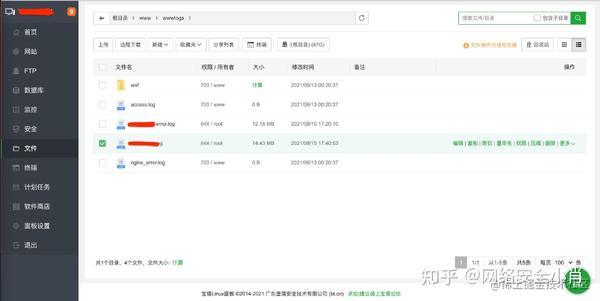 0
根目录 > www > wwwlogs
搜索文件/目录 包含子目录
首页
网站
FTP
数据库
监控
安全
文件
终端
计划任务
软件商店
面板设置
退出
上传 远程下载 新建 收藏夹 分享列表 终端 /(根目录) (47G)
文件操作可使用右键 回收站
文件名 权限 / 所有者 大小 修改时间 备注 操作
waf 700 / www 计算 2021/06/13 00:20:37
access.log 700 / www 0 B 2021/06/13 00:20:37
error.log 644 / root 12.18 MB 2021/08/15 17:20:10
644 / root 14.43 MB 2021/08/15 17:40:53 编辑 | 复制 | 剪切 | 重命名 | 权限 | 压缩 | 删除 | 更多
nginx_error.log 700 / www 0 B 2021/06/13 00:20:37
共1个目录，4个文件，文件大小: 计算
1 1/1 从1-5条 共5条 每页 100 条
宝塔Linux面板 ©2014-2021 广东堡塔安全技术有限公司 (bt.cn) 求助|建议请上宝塔论坛
知乎 @网络安全小肖
@稀土掘金技术社区